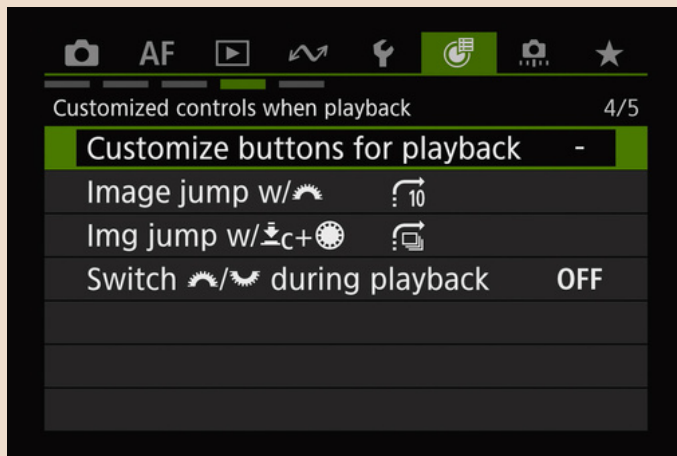 AF
Customized controls when playback 4/5
Customize buttons for playback -
Image jump w/ 10
Img jump w/ C+
Switch / during playback OFF